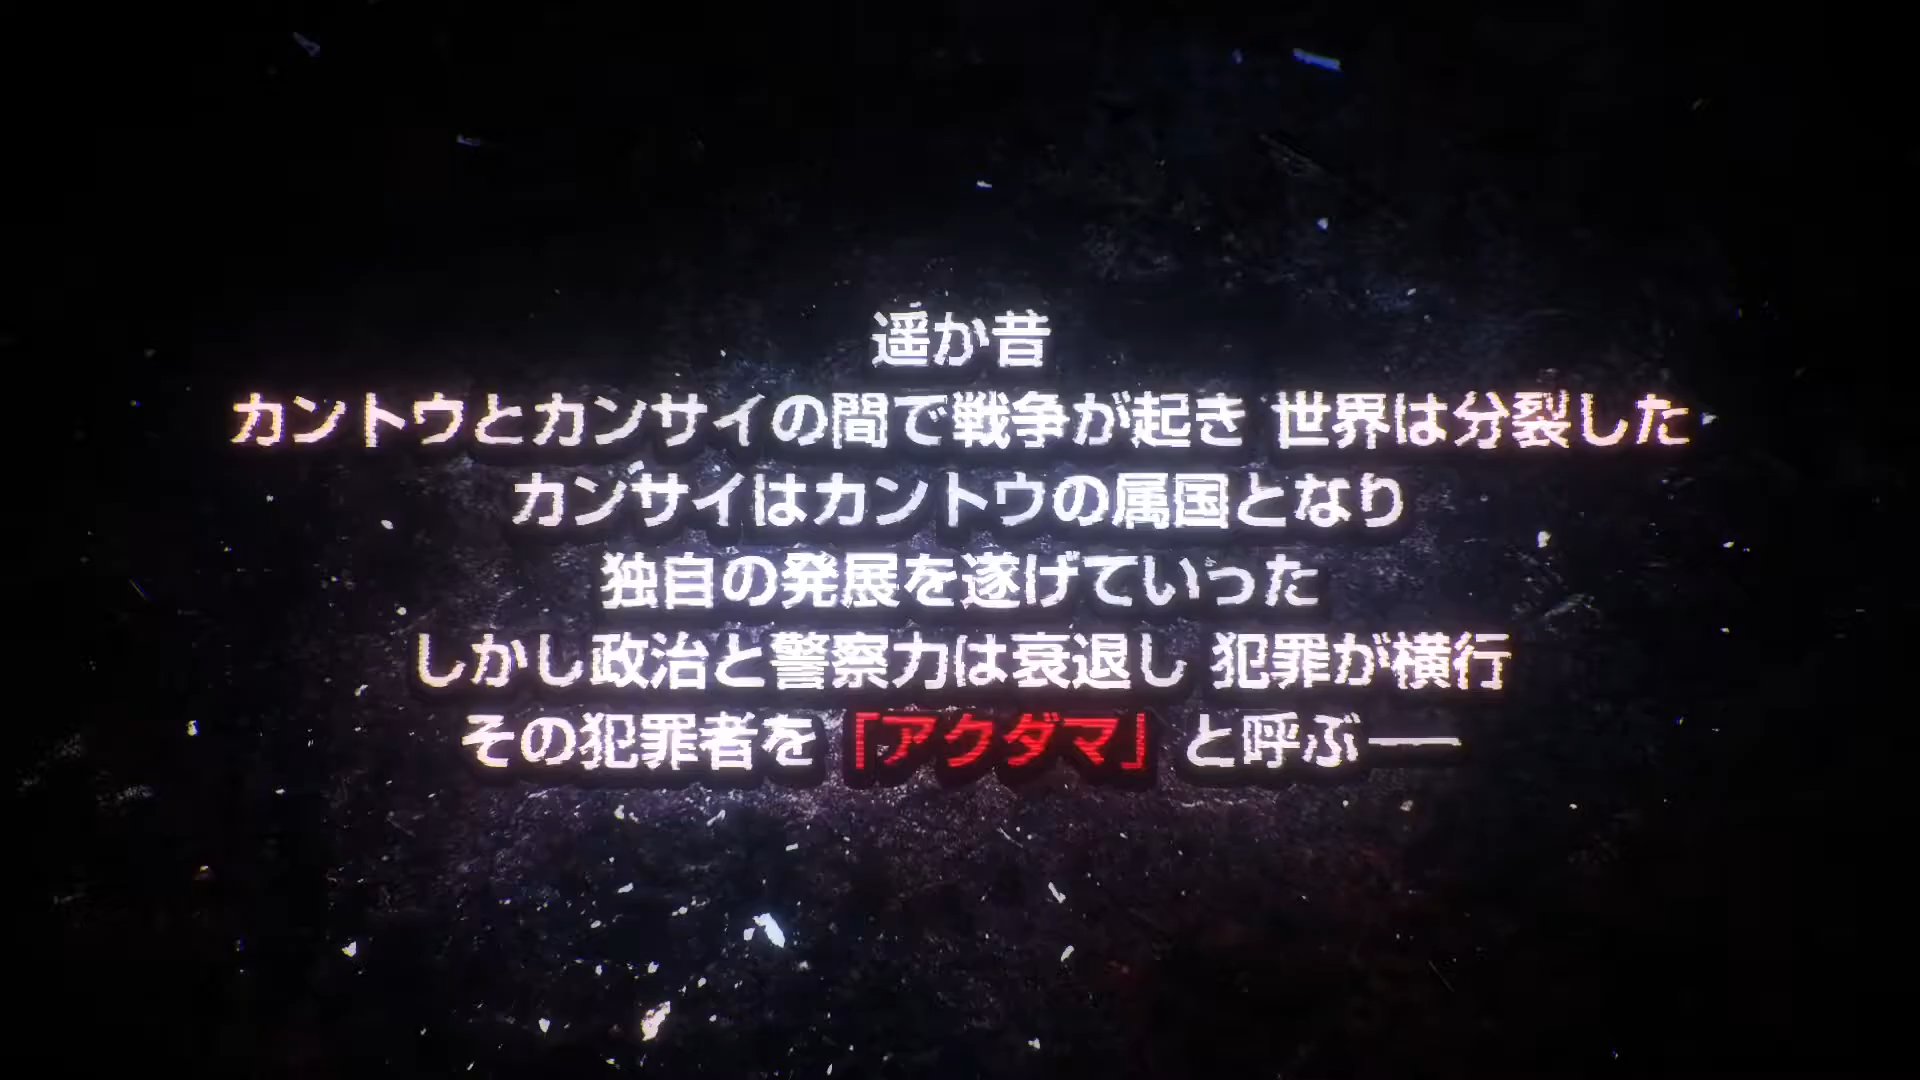 遥か昔
カントウとカンサイの間で戦争が起き 世界は分裂した
カンサイはカントウの属国となり
独自の発展を遂げていった
しかし政治と警察力は衰退し 犯罪が横行
その犯罪者を「アクダマ」と呼ぶ――